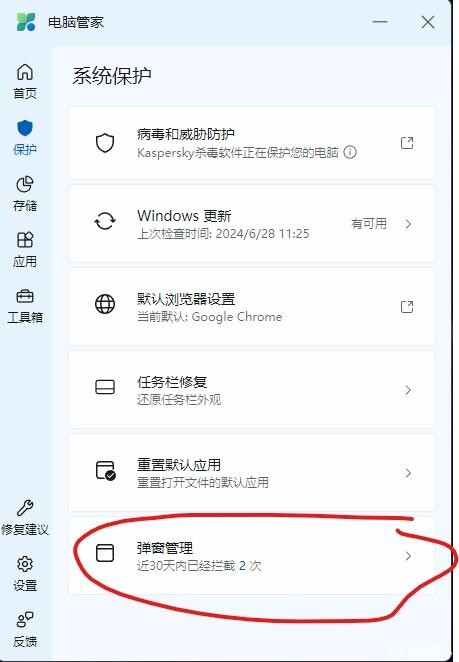 电脑管家
系统保护
首页
保护
存储
应用
工具箱
病毒和威胁防护
Kaspersky杀毒软件正在保护您的电脑
Windows 更新
上次检查时间: 2024/6/28 11:25
有可用
默认浏览器设置
当前默认: Google Chrome
任务栏修复
还原任务栏外观
重置默认应用
重置打开文件的默认应用
弹窗管理
近30天内已经拦截 2 次
修复建议
设置
反馈